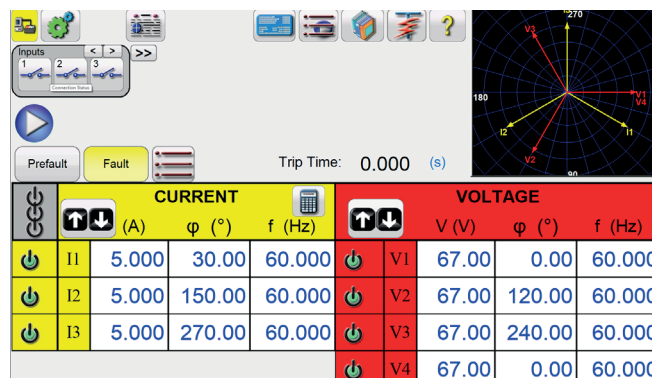 270
V3
Inputs < > >>
1 2 3
Connection Status
180
V1
V4
I2
I1
V2
90
Prefault Fault Trip Time: 0.000 (s)
CURRENT VOLTAGE
(A) φ (°) f (Hz) V (V) φ (°) f (Hz)
I1 5.000 30.00 60.000 V1 67.00 0.00 60.000
I2 5.000 150.00 60.000 V2 67.00 120.00 60.000
I3 5.000 270.00 60.000 V3 67.00 240.00 60.000
V4 67.00 0.00 60.000